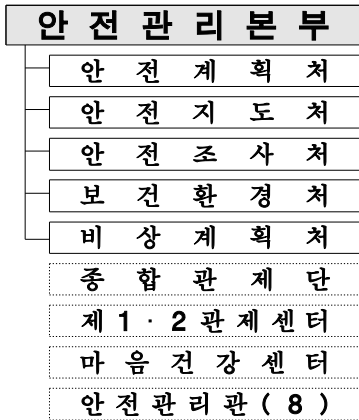 안전관리본부
안전계획처
안전지도처
안전조사처
보건환경처
비상계획처
종합관제단
제1·2관제센터
마음건강센터
안전관리관(8)